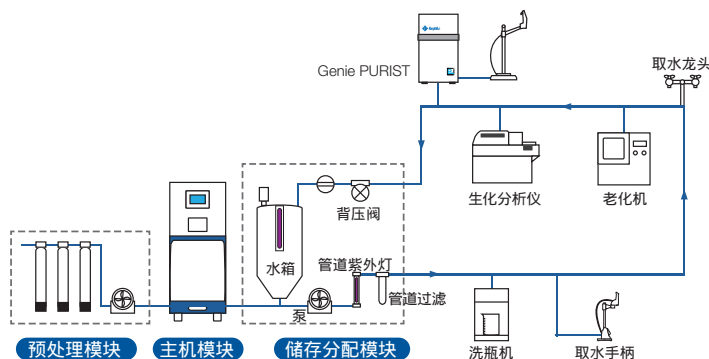 Genie PURIST
取水龙头
生化分析仪
老化机
背压阀
水箱
管道紫外灯
管道过滤
泵
洗瓶机
取水手柄
预处理模块
主机模块
储存分配模块